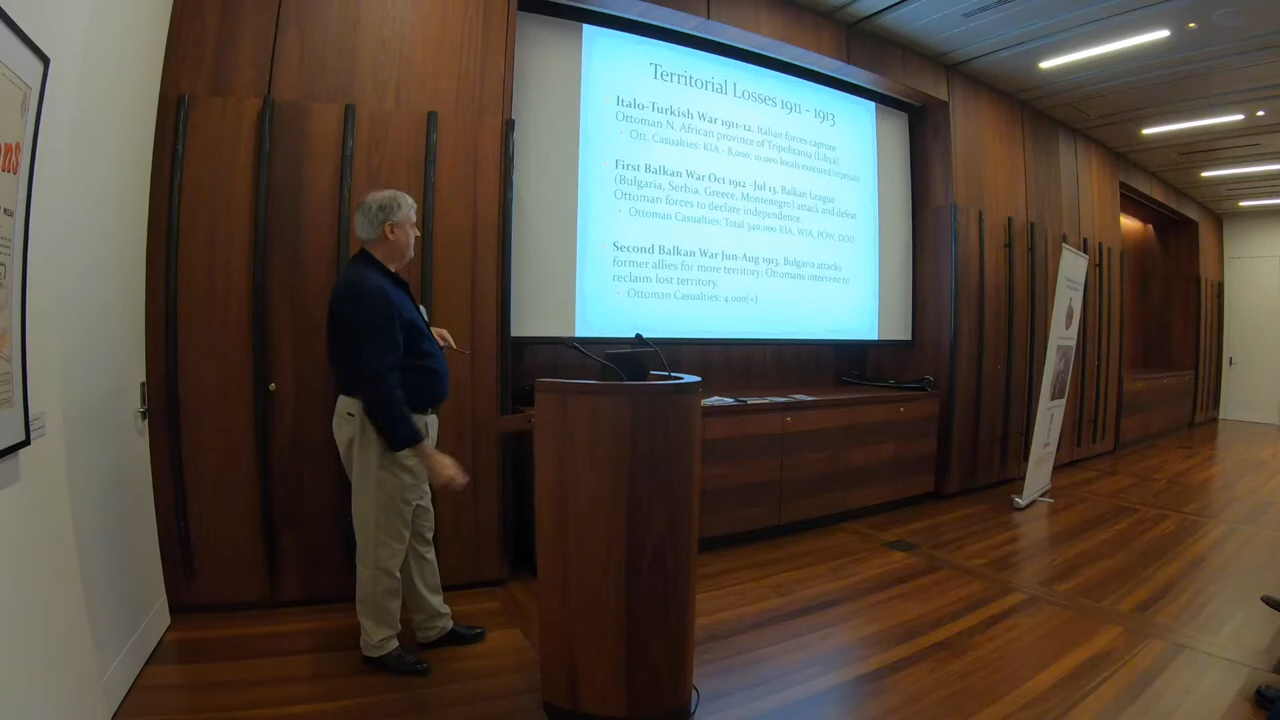 Territorial Losses 1911 - 1913
Italo-Turkish War 1911-12. Italian forces capture
Ottoman N. African province of Tripolitania (Libya).
Ott. Casualties: KIA - 8,000; 10,000 locals executed/reprisals
First Balkan War Oct 1912 -Jul 13. Balkan League
(Bulgaria, Serbia, Greece, Montenegro) attack and defeat
Ottoman forces to declare independence.
Ottoman Casualties: Total 340,000 KIA, WIA, POW, DOD
Second Balkan War Jun-Aug 1913. Bulgaria attacks
former allies for more territory; Ottomans intervene to
reclaim lost territory.
Ottoman Casualties: 4,000(+)